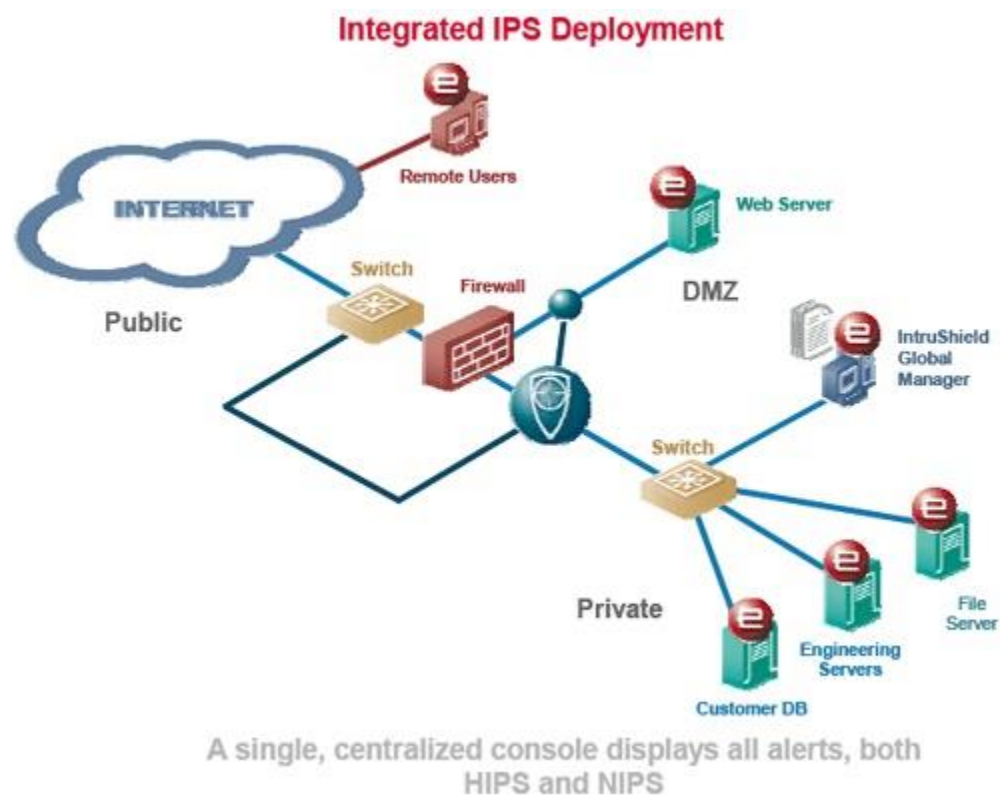 Integrated IPS Deployment
e
Remote Users
INTERNET
e
Web Server
Switch
Firewall
DMZ
Public
e
IntruShield
Global
Manager
Switch
e
e
File
Server
Private
e
Engineering
Servers
Customer DB
A single, centralized console displays all alerts, both
HIPS and NIPS